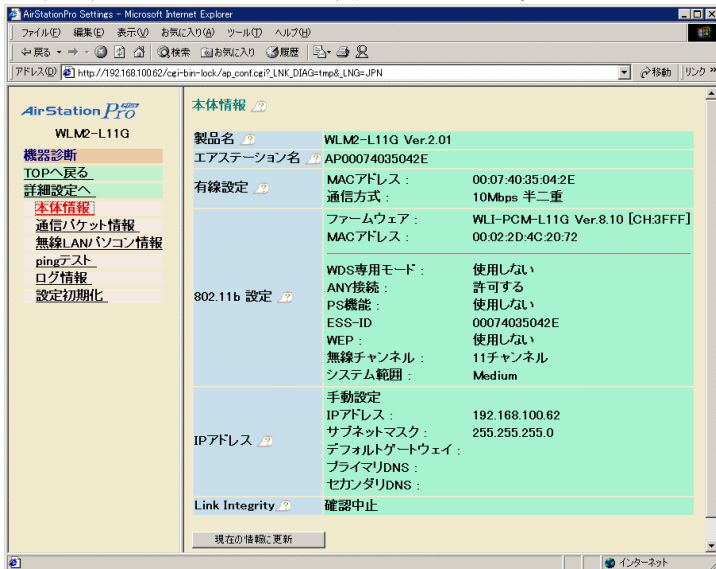 AirStationPro Settings - Microsoft Internet Explorer
ファイル(F) 編集(E) 表示(V) お気に入り(A) ツール(T) ヘルプ(H)
戻る 検索 お気に入り 履歴
アドレス(D) http://192.168.100.62/cgi-bin-lock/ap_conf.cgi?_LNK_DIAG=tmp&_LNG=JPN 移動 リンク »
AirStation Pro
WLM2-L11G
機器診断
TOPへ戻る
詳細設定へ
本体情報
通信パケット情報
無線LANパソコン情報
pingテスト
ログ情報
設定初期化
本体情報
製品名 WLM2-L11G Ver.2.01
エアステーション名 AP00074035042E
有線設定
MACアドレス : 00:07:40:35:04:2E
通信方式 : 10Mbps 半二重
802.11b 設定
ファームウェア : WLI-PCM-L11G Ver.8.10 [CH:3FFF]
MACアドレス : 00:02:2D:4C:20:72
WDS専用モード : 使用しない
ANY接続 : 許可する
PS機能 : 使用しない
ESS-ID 00074035042E
WEP : 使用しない
無線チャンネル : 11チャンネル
システム範囲 : Medium
IPアドレス
手動設定
IPアドレス : 192.168.100.62
サブネットマスク : 255.255.255.0
デフォルトゲートウェイ :
プライマリDNS :
セカンダリDNS :
Link Integrity 確認中止
現在の情報に更新
インターネット